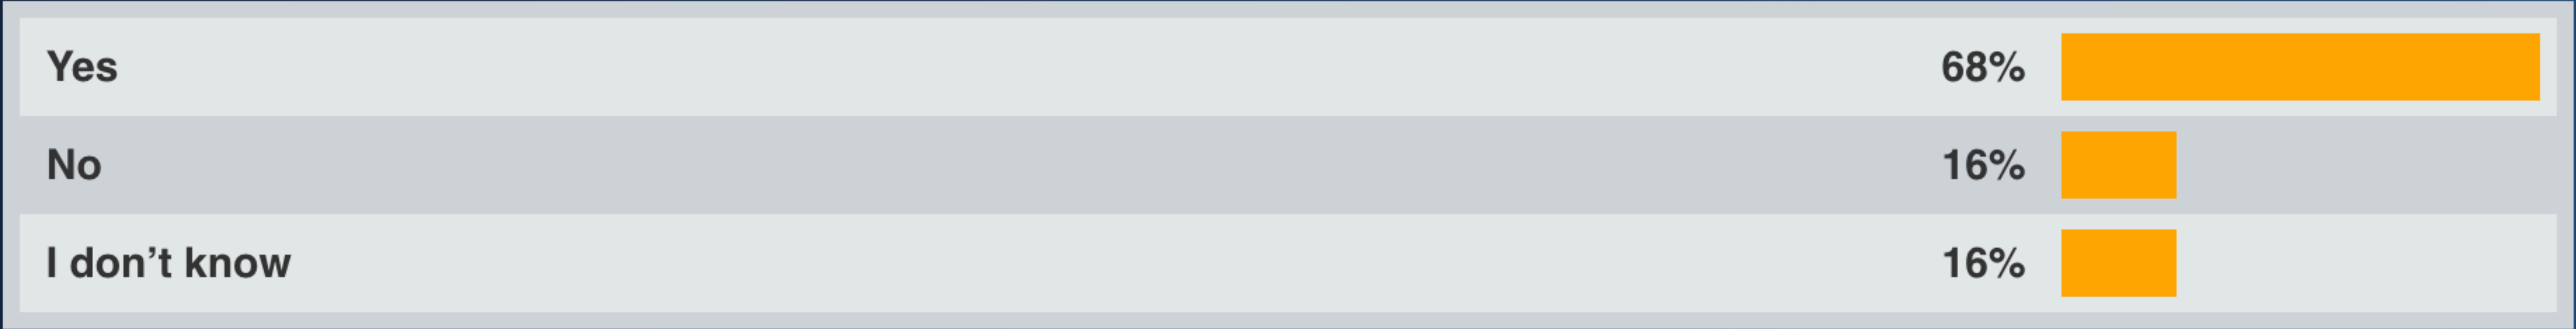 Yes 68%
No 16%
I don’t know 16%